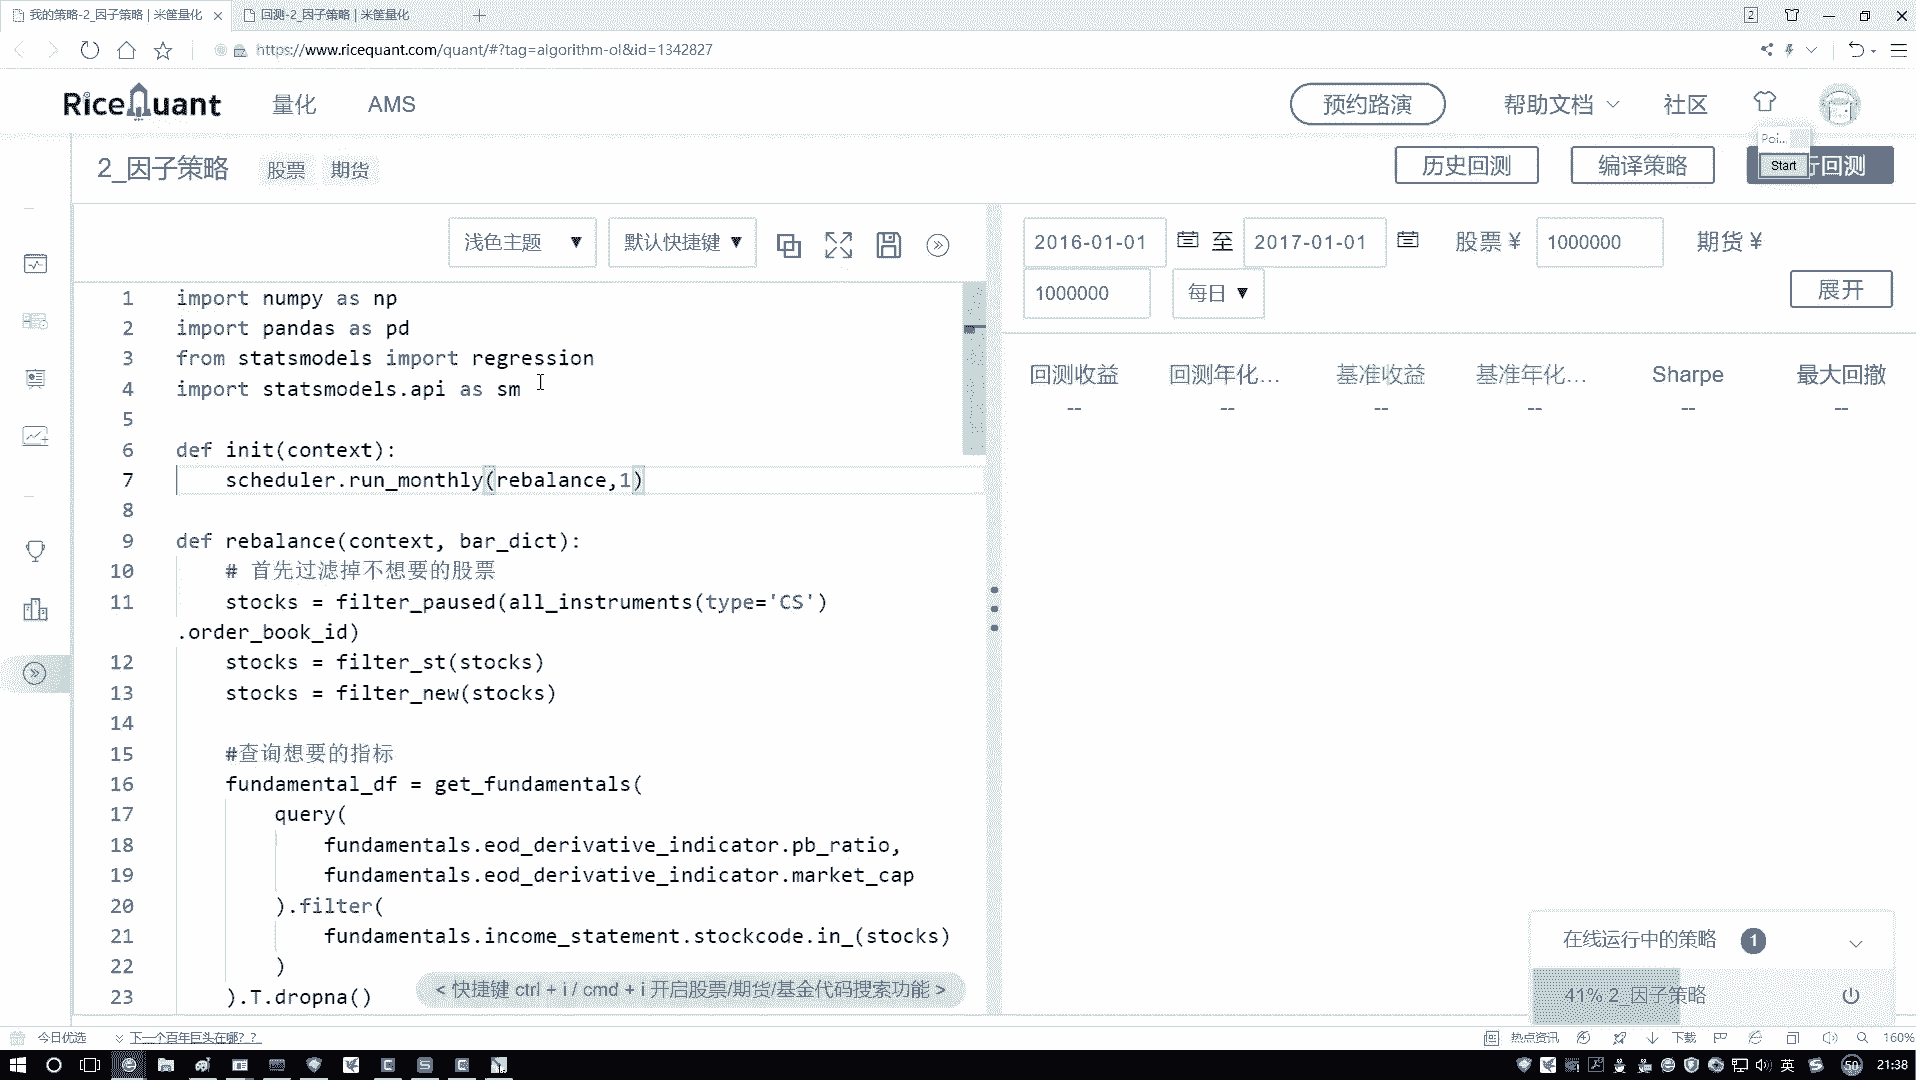 我的策略-2_因子策略 | 米筐量化
回测-2_因子策略 | 米筐量化
2
https://www.ricequant.com/quant/#?tag=algorithm-ol&id=1342827
RiceQuant 量化 AMS 预约路演 帮助文档 社区
Poi...
2_因子策略 股票 期货 历史回测 编译策略 Start 回测
浅色主题 ▼ 默认快捷键 ▼
2016-01-01 至 2017-01-01 股票 ¥ 1000000 期货 ¥
1000000 每日 ▼ 展开
回测收益 回测年化... 基准收益 基准年化... Sharpe 最大回撤
-- -- -- -- -- --
1 import numpy as np
2 import pandas as pd
3 from statsmodels import regression
4 import statsmodels.api as sm
5
6 def init(context):
7 scheduler.run_monthly(rebalance,1)
8
9 def rebalance(context, bar_dict):
10 # 首先过滤掉不想要的股票
11 stocks = filter_paused(all_instruments(type='CS')
.order_book_id)
12 stocks = filter_st(stocks)
13 stocks = filter_new(stocks)
14
15 #查询想要的指标
16 fundamental_df = get_fundamentals(
17 query(
18 fundamentals.eod_derivative_indicator.pb_ratio,
19 fundamentals.eod_derivative_indicator.market_cap
20 ).filter(
21 fundamentals.income_statement.stockcode.in_(stocks)
22 )
23 ).T.dropna()
< 快捷键 ctrl + i / cmd + i 开启股票/期货/基金代码搜索功能 >
在线运行中的策略 1
41% 2_因子策略
今日优选 下一个百年巨头在哪？？
热点资讯 下载 160%
英 50 21:38